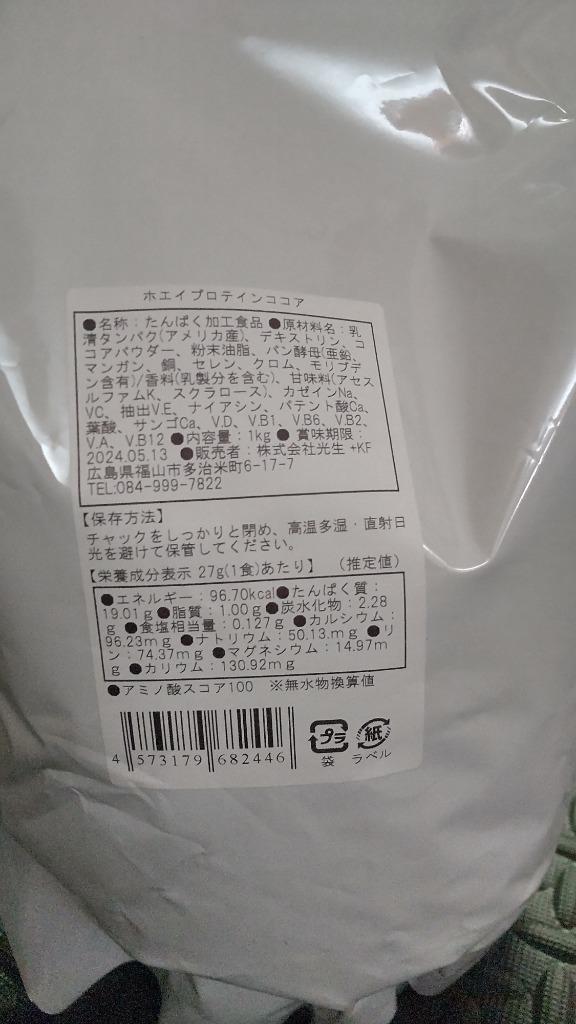 ホエイプロテインココア
●名称：たんぱく加工食品 ●原材料名：乳
清タンパク(アメリカ産)、デキストリン、コ
コアパウダー、粉末油脂、パン酵母(亜鉛、
マンガン、銅、セレン、クロム、モリブデ
ン含有)/香料(乳製分を含む)、甘味料(アセス
ルファムK、スクラロース)、カゼインNa、
VC、抽出V.E、ナイアシン、パテント酸Ca、
葉酸、サンゴCa、V.D、V.B1、V.B6、V.B2、
V.A、V.B12 ●内容量：1kg ● 賞味期限：
2024.05.13 ●販売者：株式会社光生 +KF
広島県福山市多治米町6-17-7
TEL:084-999-7822
【保存方法】
チャックをしっかりと閉め、高温多湿・直射日
光を避けて保管してください。
【栄養成分表示 27g(1食)あたり】 (推定値)
●エネルギー：96.70kcal●たんぱく質：
19.01g●脂質：1.00g●炭水化物：2.28
g ●食塩相当量：0.127g ●カルシウム：
96.23mg ●ナトリウム：50.13.mg ●リ
ン：74.37mg ●マグネシウム：14.97m
g ●カリウム：130.92mg
●アミノ酸スコア100 ※無水物換算値
4 573179 682446
プラ 紙
袋 ラベル